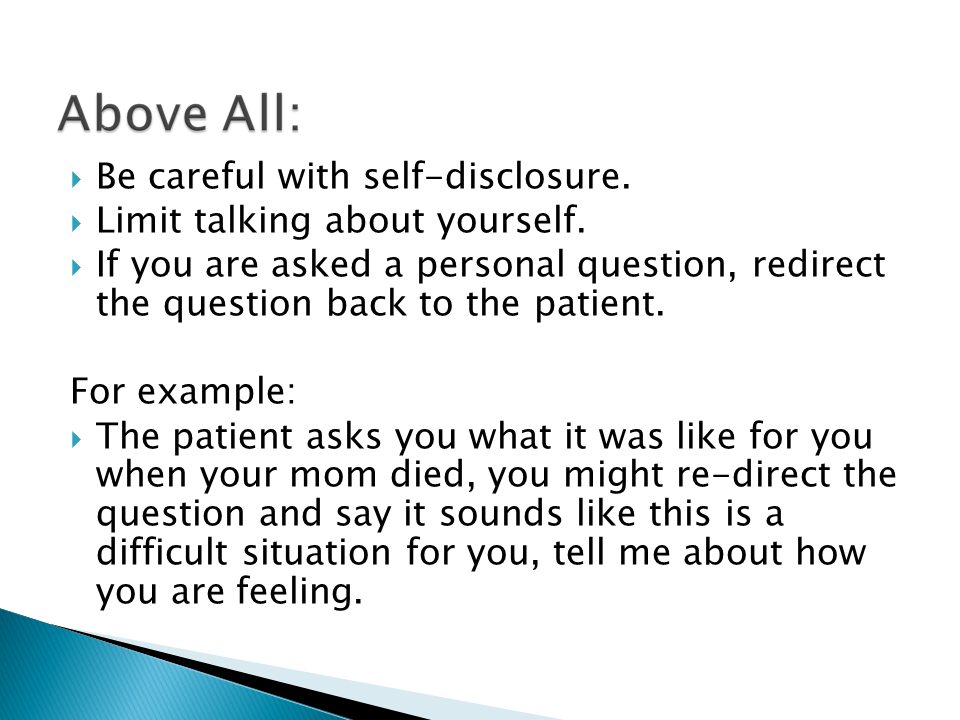 Above All:
Be careful with self-disclosure.
Limit talking about yourself.
If you are asked a personal question, redirect
the question back to the patient.
For example:
The patient asks you what it was like for you
when your mom died, you might re-direct the
question and say it sounds like this is a
difficult situation for you, tell me about how
you are feeling.